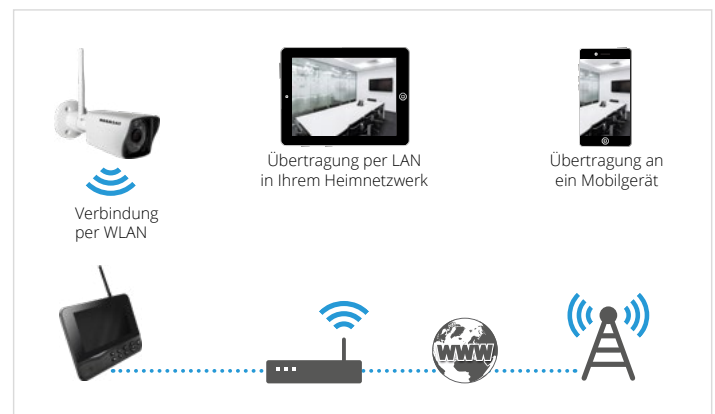 Übertragung per LAN
in Ihrem Heimnetzwerk
Übertragung an
ein Mobilgerät
Verbindung
per WLAN
WWW